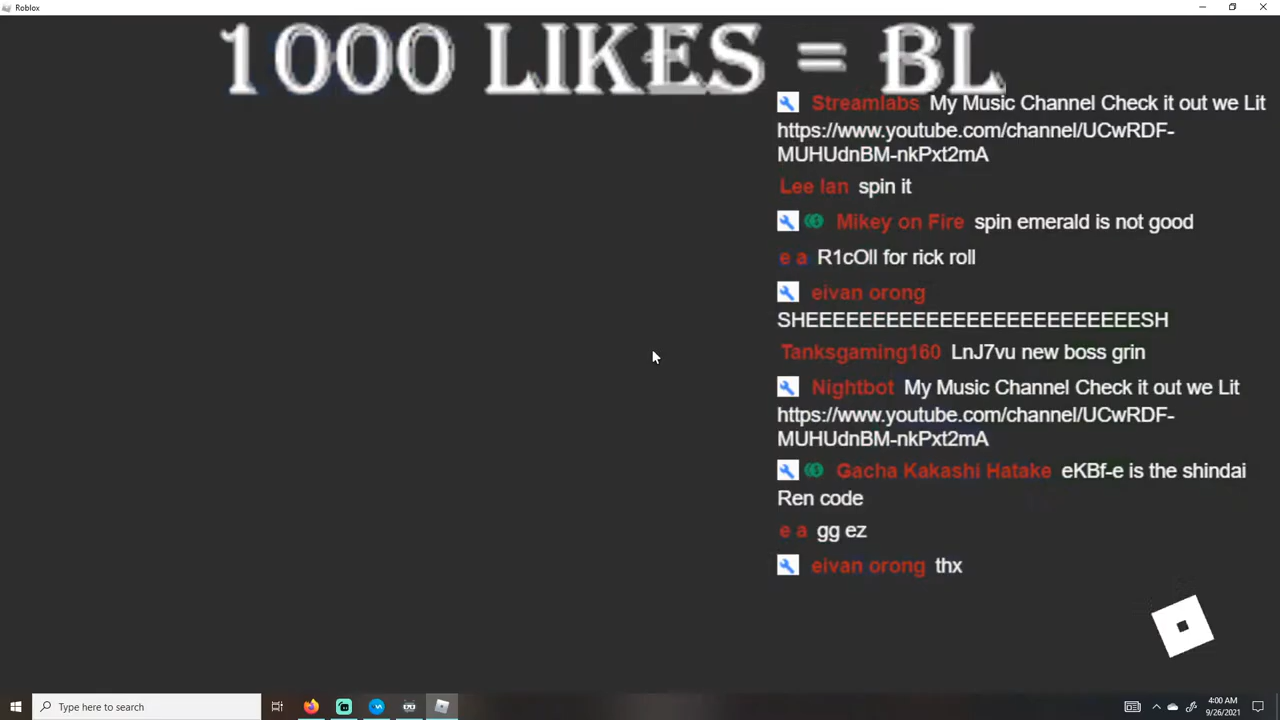 Roblox
1000 LIKES = BL
Streamlabs My Music Channel Check it out we Lit
https://www.youtube.com/channel/UCwRDF-
MUHUdnBM-nkPxt2mA
Lee Ian spin it
Mikey on Fire spin emerald is not good
e a R1cOll for rick roll
eivan orong
SHEEEEEEEEEEEEEEEEEEEEEEEEESH
Tanksgaming160 LnJ7vu new boss grin
Nightbot My Music Channel Check it out we Lit
https://www.youtube.com/channel/UCwRDF-
MUHUdnBM-nkPxt2mA
Gacha Kakashi Hatake eKBf-e is the shindai
Ren code
e a gg ez
eivan orong thx
Type here to search
4:00 AM
9/26/2021